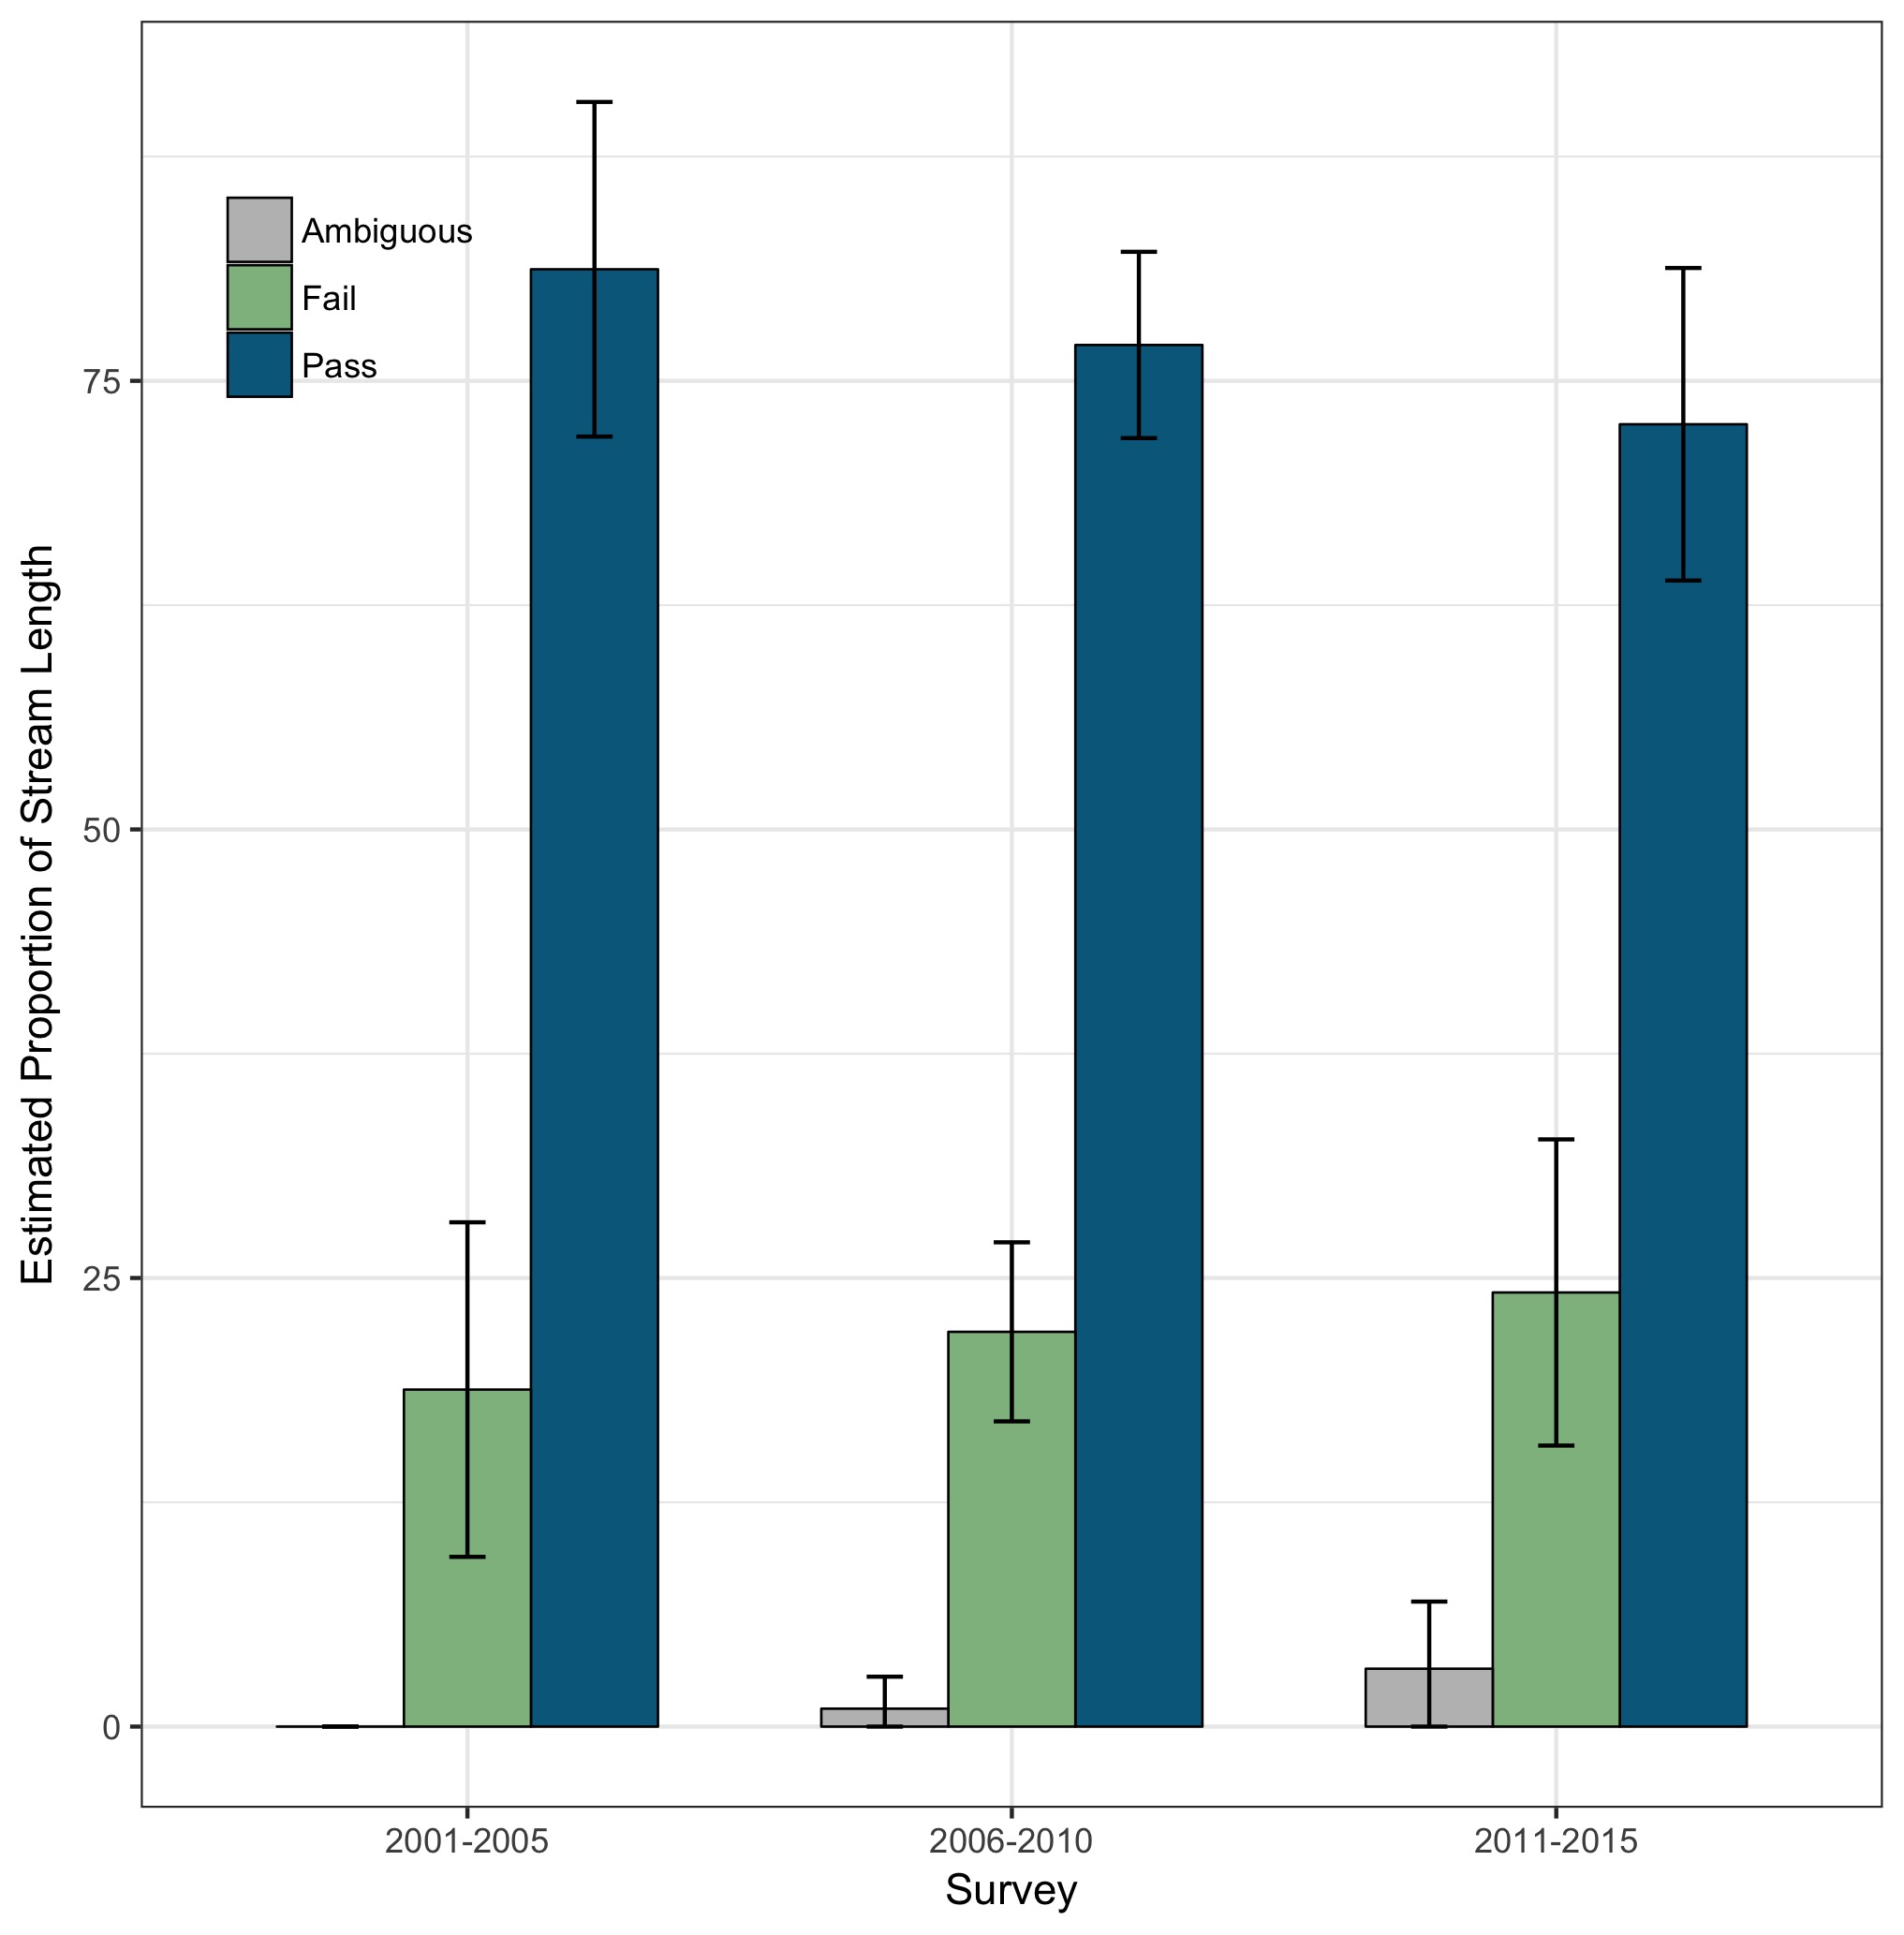 Ambiguous
Fail
Pass
75
50
25
0
Estimated Proportion of Stream Length
2001-2005
2006-2010
2011-2015
Survey